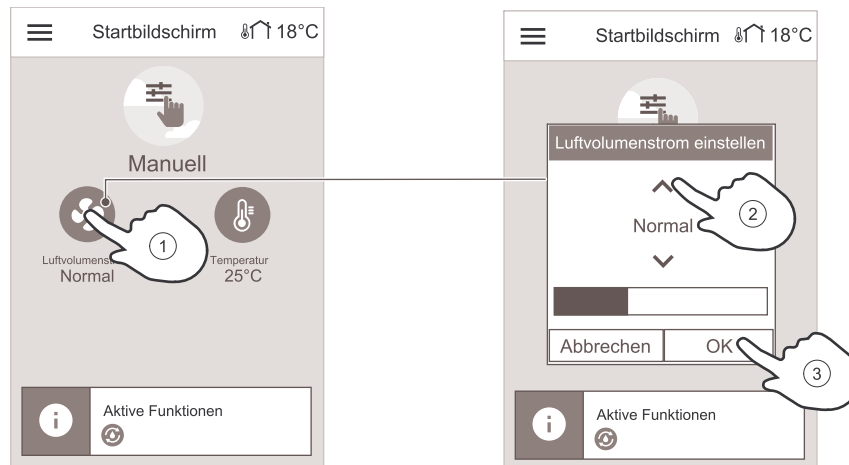 Startbildschirm 18°C
Manuell
Luftvolumenst
Normal
Temperatur
25°C
1
i
Aktive Funktionen
Startbildschirm 18°C
Luftvolumenstrom einstellen
Normal
2
Abbrechen OK
3
i
Aktive Funktionen